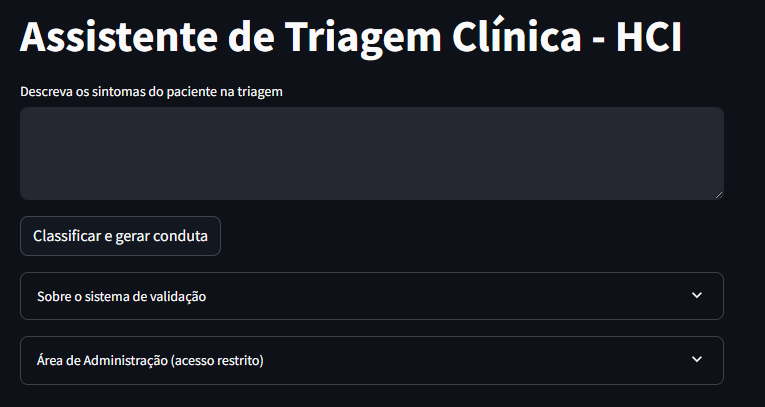 Assistente de Triagem Clínica - HCI
Descreva os sintomas do paciente na triagem
Classificar e gerar conduta
Sobre o sistema de validação
Área de Administração (acesso restrito)